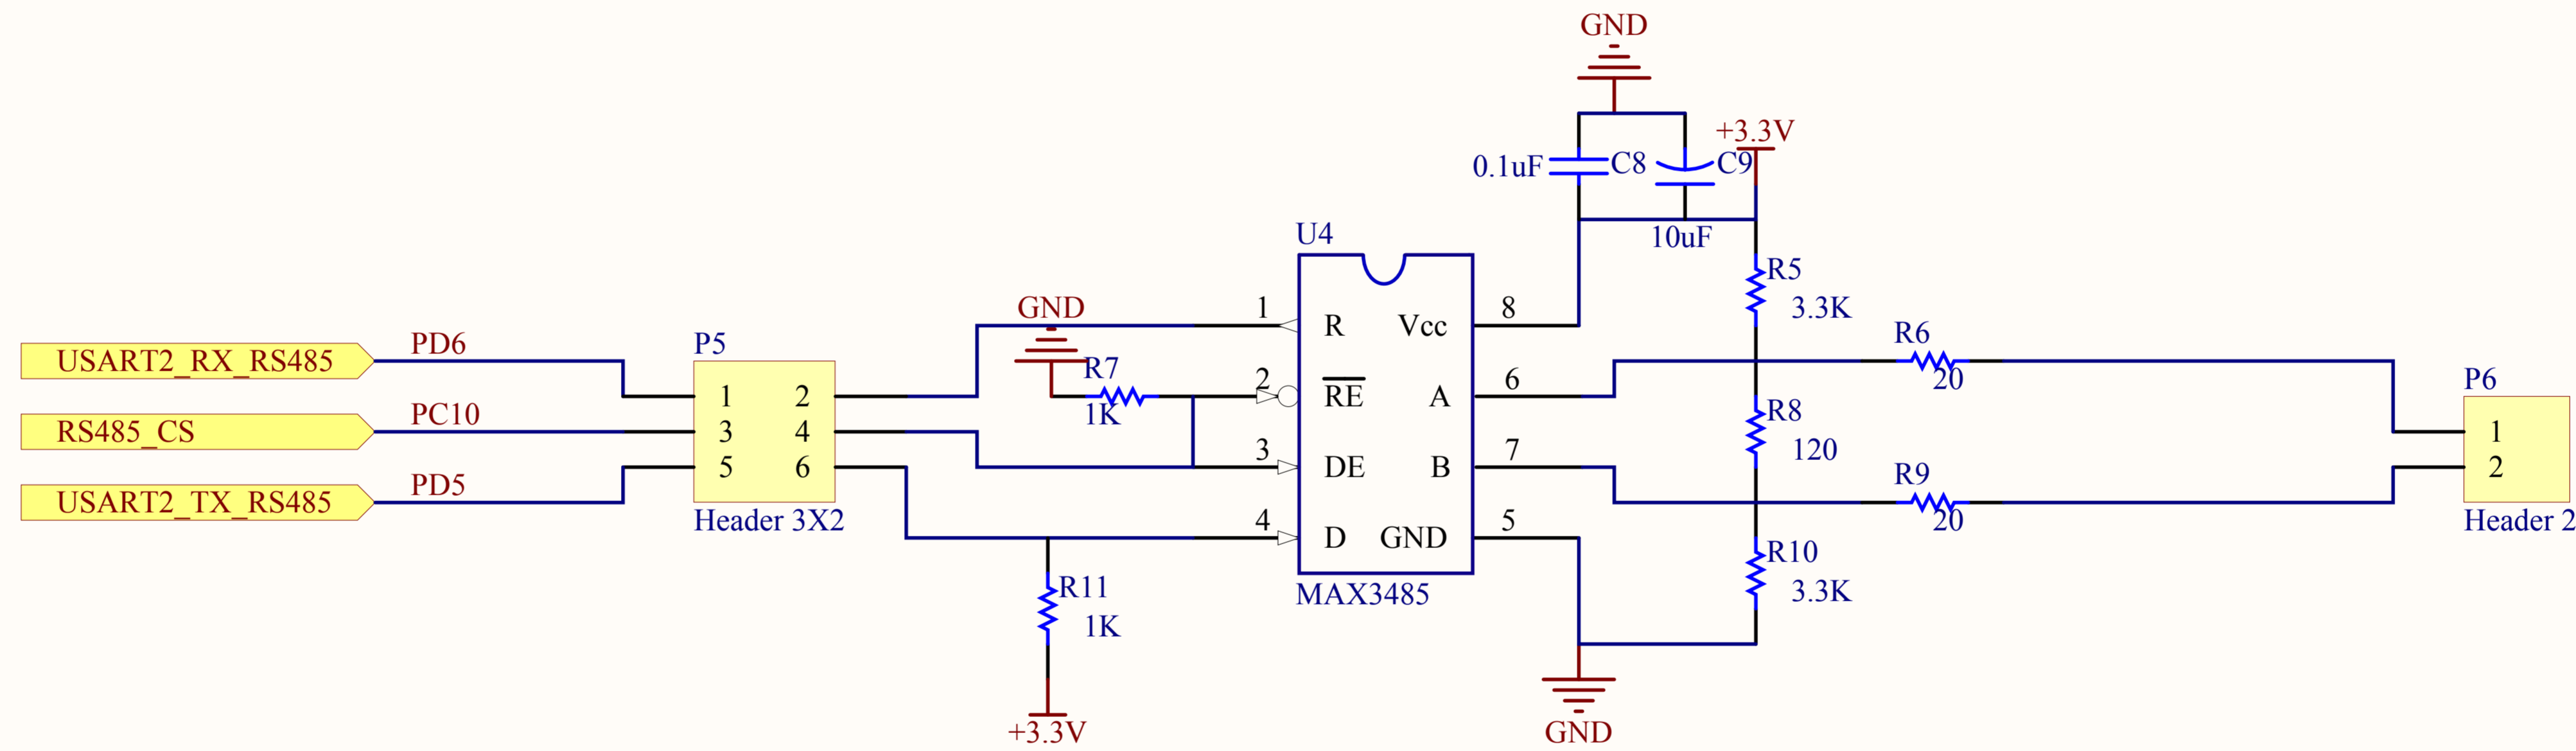 GND
+3.3V
0.1uF
C8
C9
10uF
U4
R5
3.3K
GND
1
R
Vcc
8
R6
20
PD6
USART2_RX_RS485
P5
R7
1K
2
RE
A
6
P6
1
2
R8
120
PC10
RS485_CS
3
4
1
2
3
DE
B
7
R9
20
PD5
USART2_TX_RS485
5
6
Header 3X2
4
D
GND
5
Header 2
R10
3.3K
R11
1K
MAX3485
+3.3V
GND